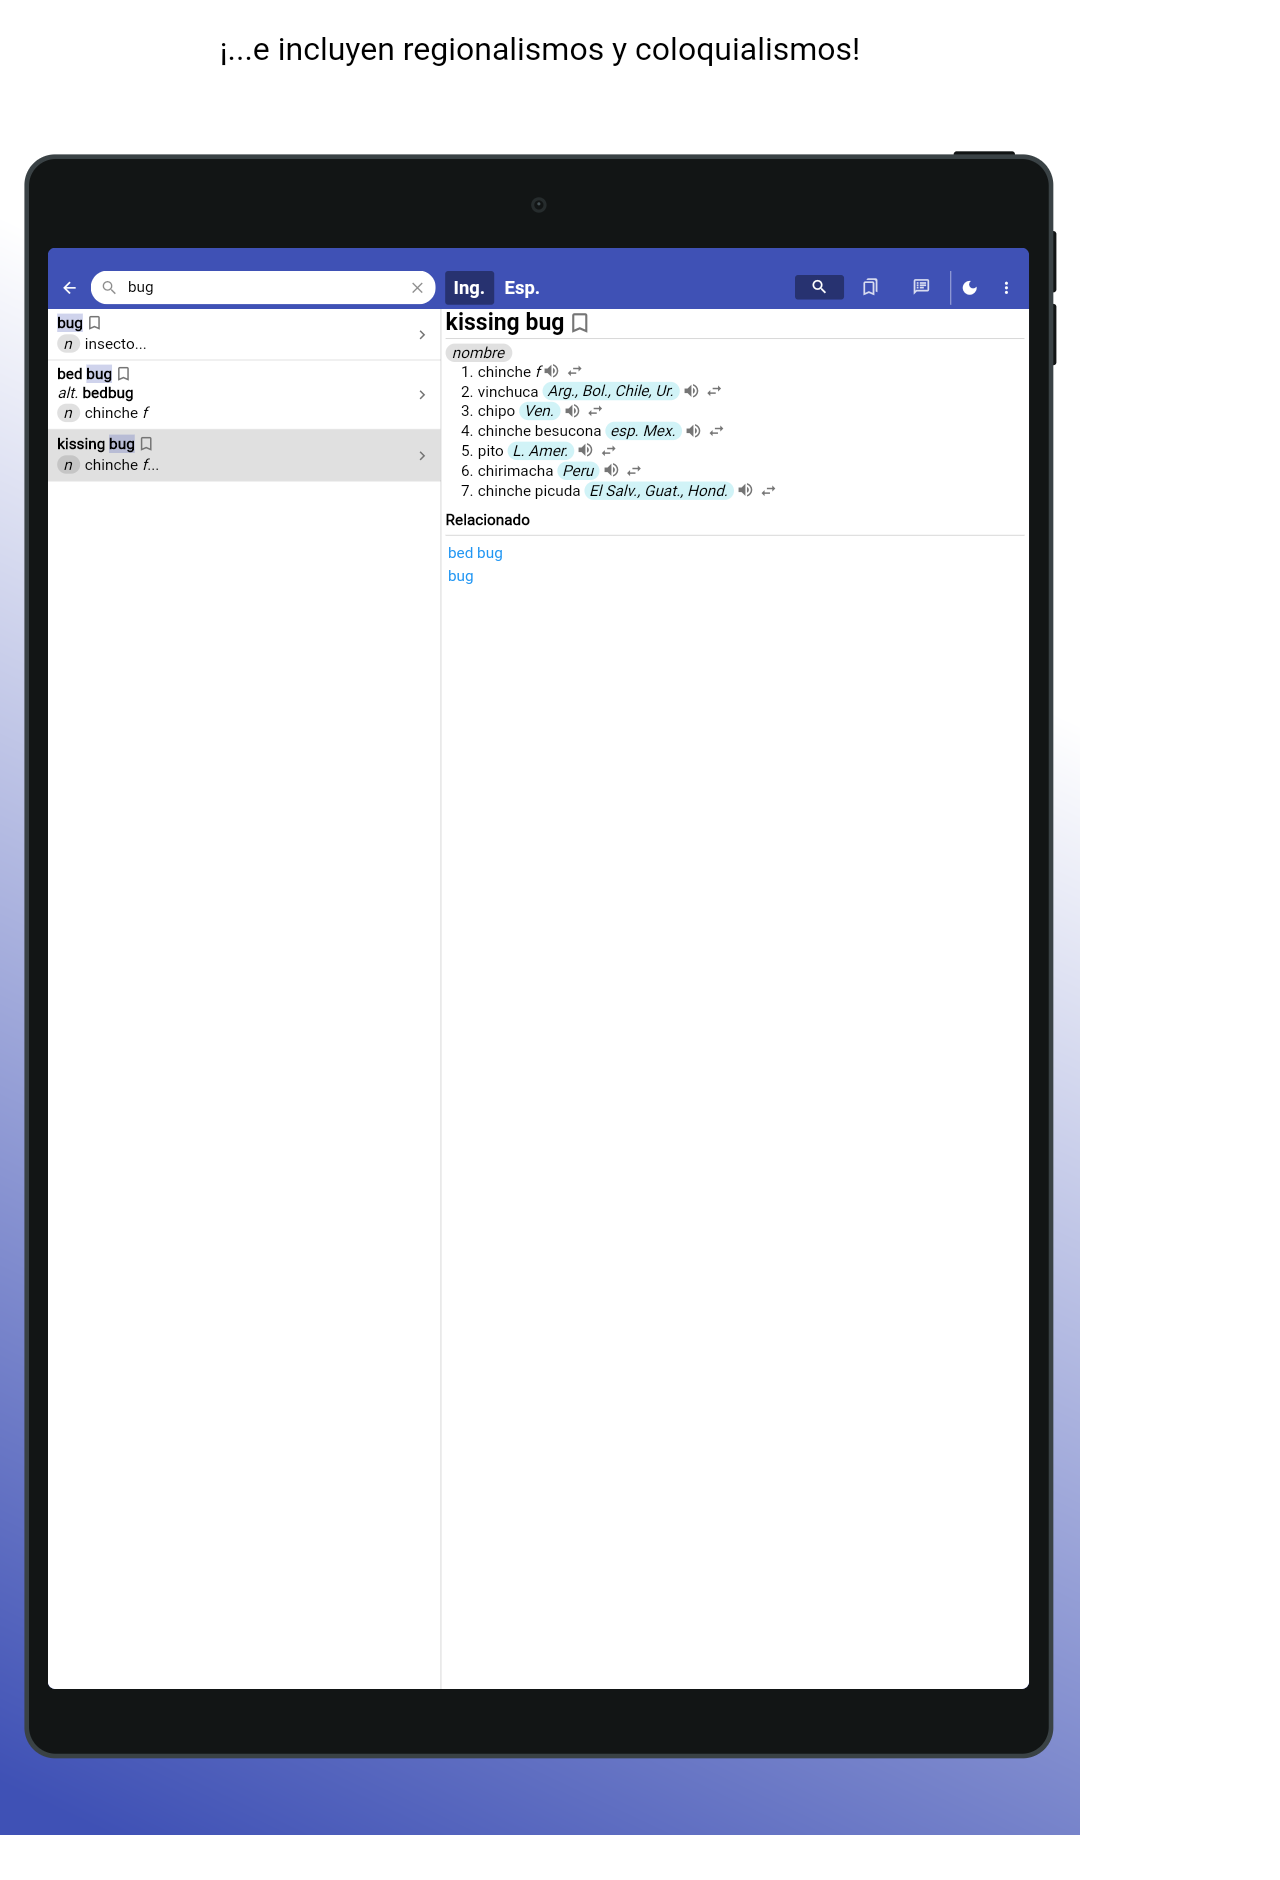 ¡...e incluyen regionalismos y coloquialismos!
bug
Ing. Esp.
bug
n insecto...
bed bug
alt. bedbug
n chinche f
kissing bug
n chinche f...
kissing bug
nombre
1. chinche f
2. vinchuca Arg., Bol., Chile, Ur.
3. chipo Ven.
4. chinche besucona esp. Mex.
5. pito L. Amer.
6. chirimacha Peru
7. chinche picuda El Salv., Guat., Hond.
Relacionado
bed bug
bug